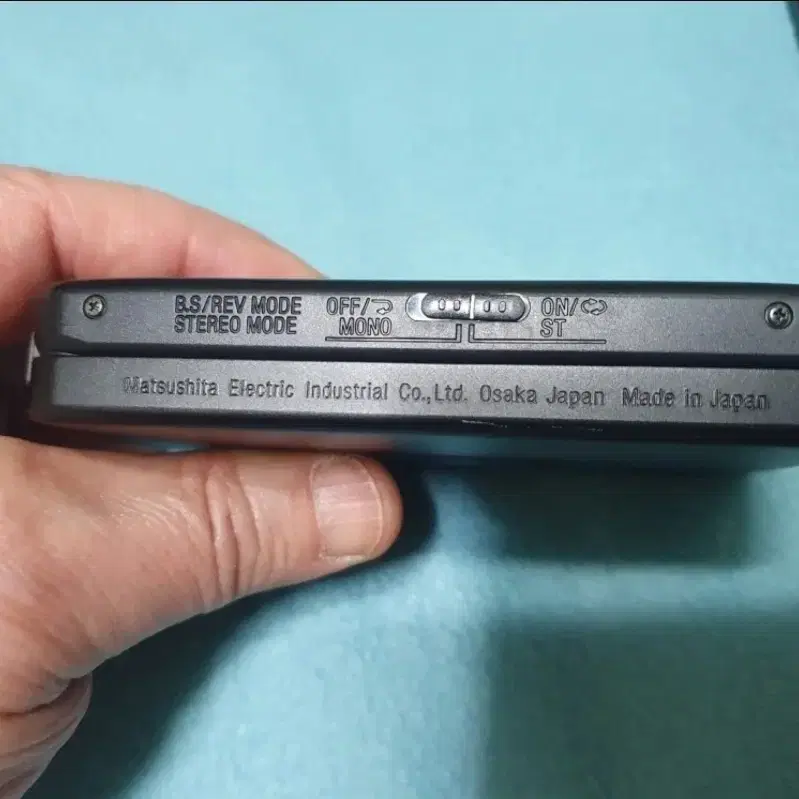 B.S/REV MODE OFF/⮌ ON/⮔
STEREO MODE MONO ST
Matsushita Electric Industrial Co.,Ltd. Osaka Japan Made in Japan